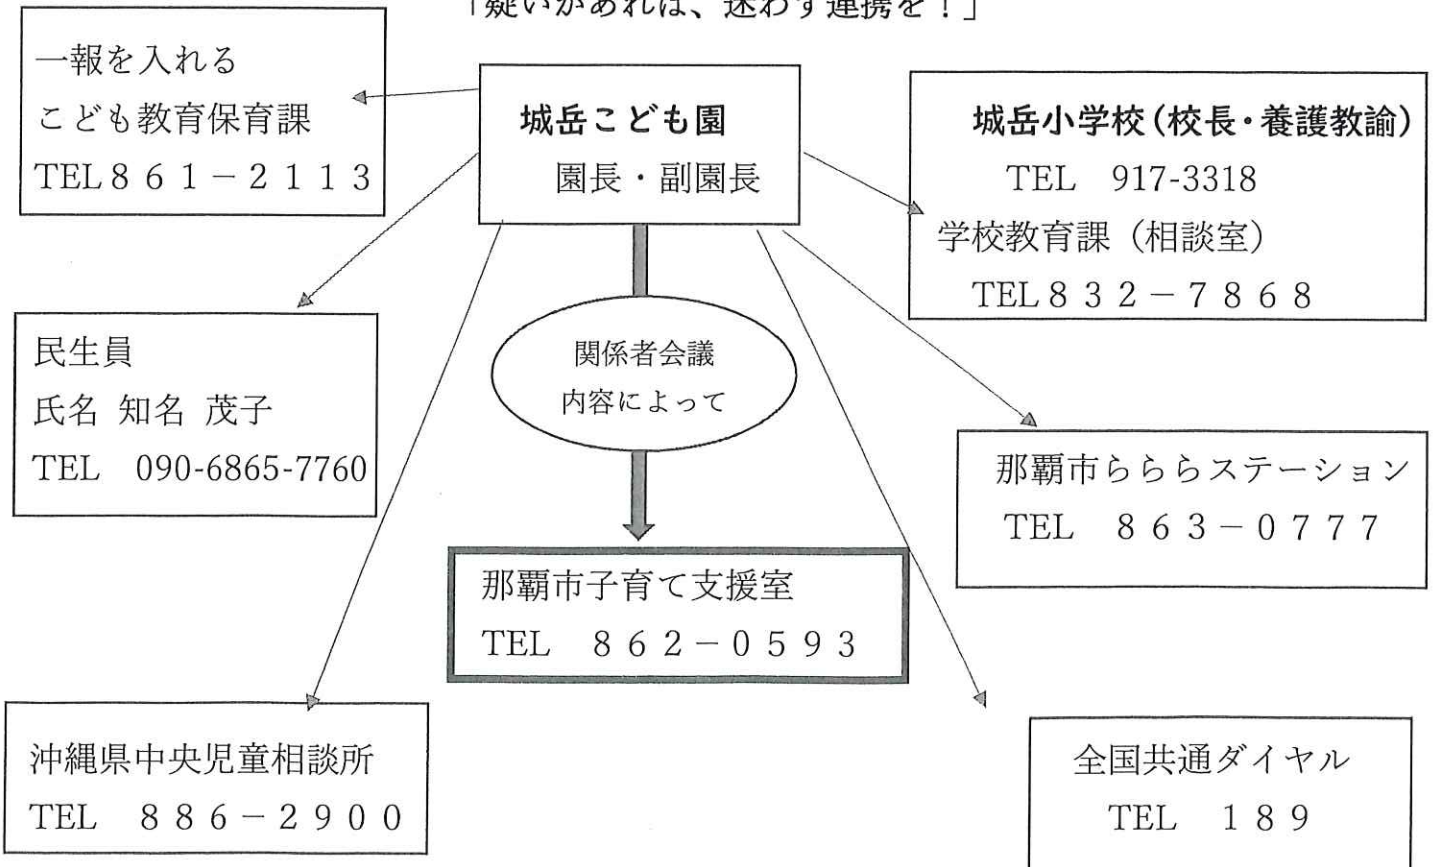 「疑いがあれば、迷わず連携を！」
一報を入れる
こども教育保育課
TEL８６１－２１１３
城岳こども園
園長・副園長
城岳小学校（校長・養護教諭）
TEL　917-3318
学校教育課（相談室）
TEL８３２－７８６８
民生員
氏名 知名 茂子
TEL　090-6865-7760
関係者会議
内容によって
那覇市らららステーション
TEL　８６３－０７７７
那覇市子育て支援室
TEL　８６２－０５９３
沖縄県中央児童相談所
TEL　８８６－２９００
全国共通ダイヤル
TEL　１８９